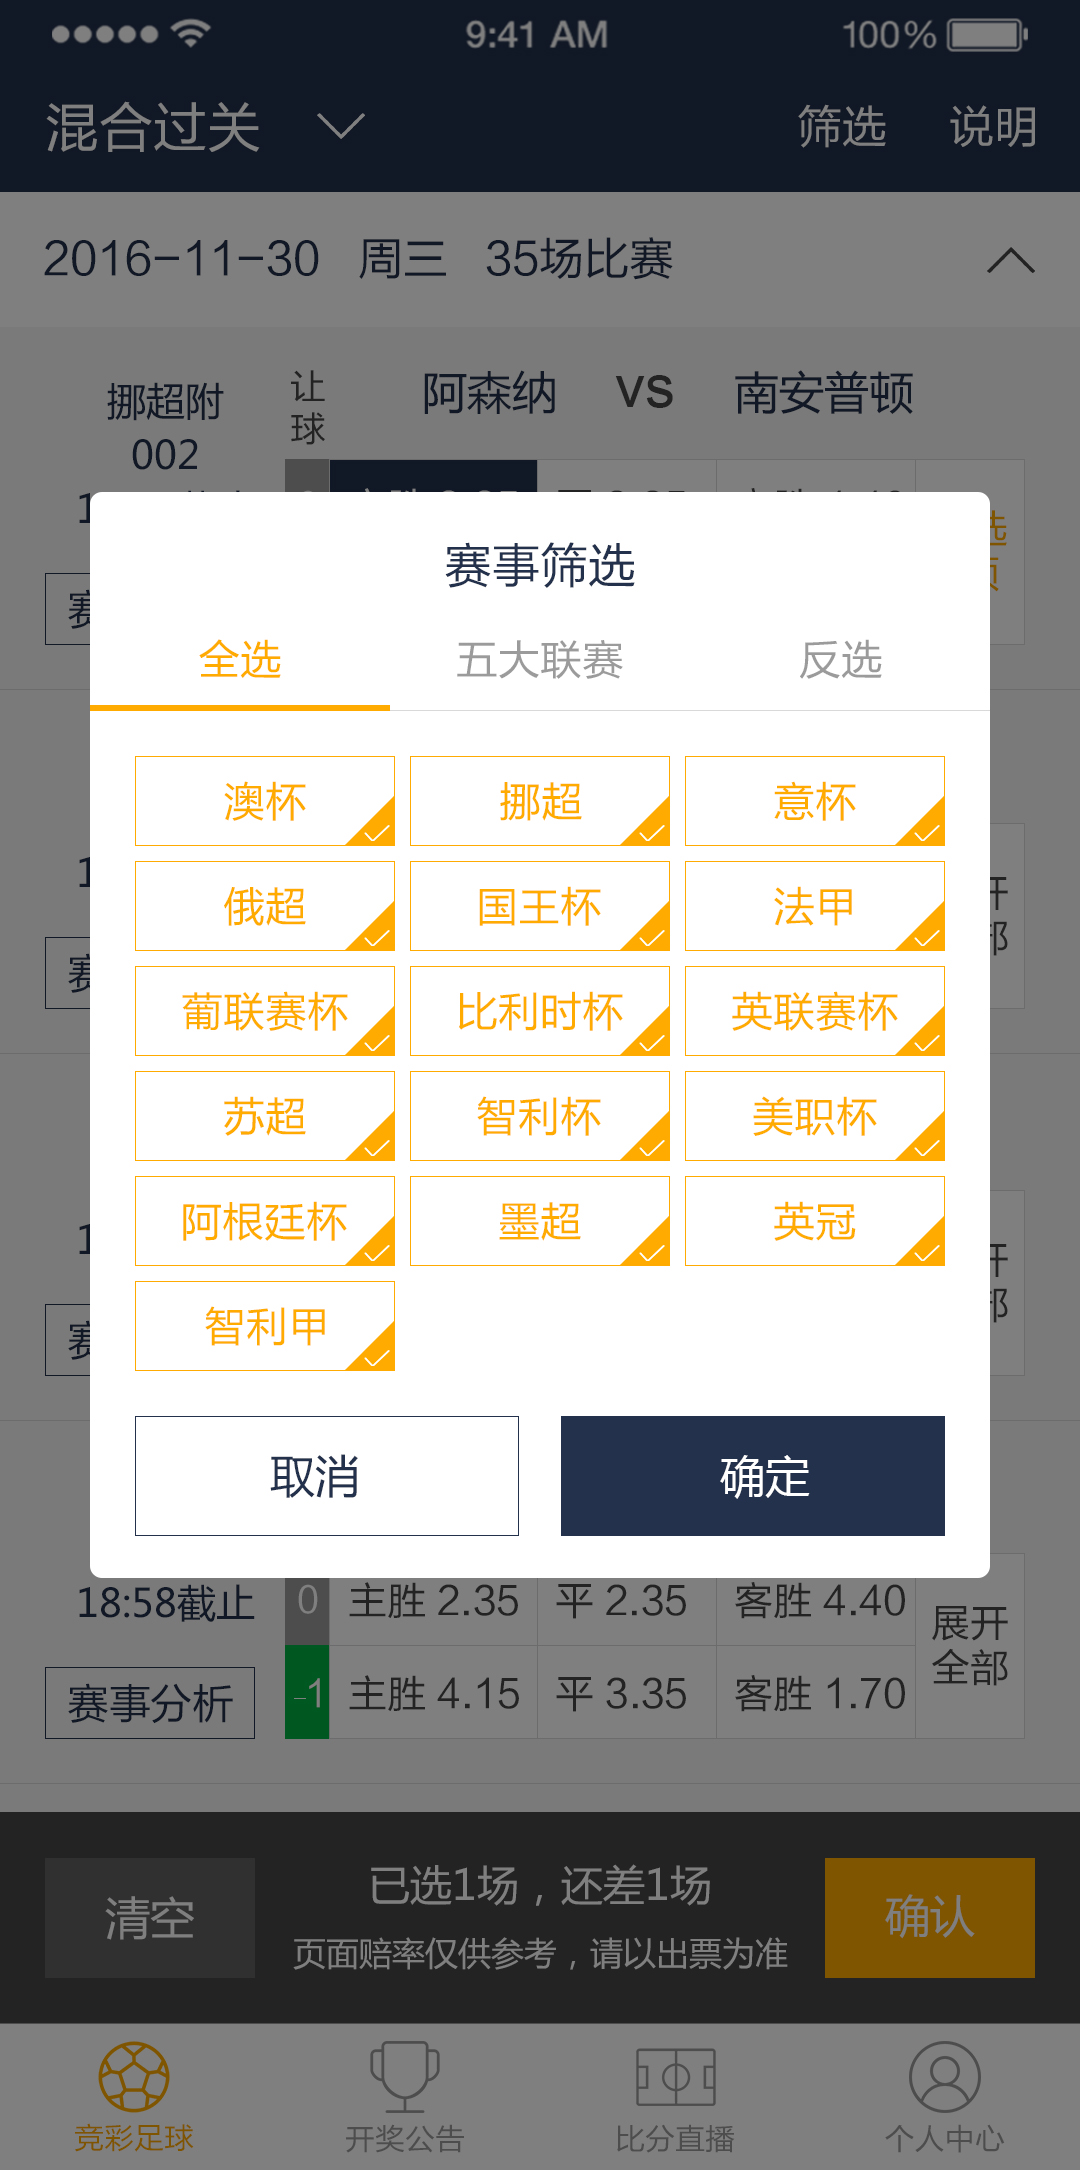 9:41 AM 100%
混合过关 筛选 说明
2016-11-30 周三 35场比赛
挪超附
002
让
球
阿森纳 VS 南安普顿
赛事筛选
全选 五大联赛 反选
澳杯 挪超 意杯
俄超 国王杯 法甲
葡联赛杯 比利时杯 英联赛杯
苏超 智利杯 美职杯
阿根廷杯 墨超 英冠
智利甲
取消 确定
18:58截止
0 主胜 2.35 平 2.35 客胜 4.40
展开
全部
-1 主胜 4.15 平 3.35 客胜 1.70
赛事分析
清空
已选1场，还差1场
页面赔率仅供参考，请以出票为准
确认
竞彩足球 开奖公告 比分直播 个人中心